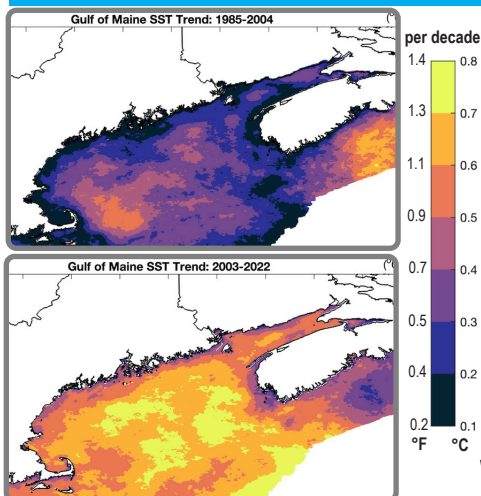 Gulf of Maine SST Trend: 1985-2004
per decade
1.4 0.8
1.3 0.7
1.1 0.6
0.9 0.5
0.7 0.4
0.5 0.3
0.4 0.2
0.2 0.1
°F °C
Gulf of Maine SST Trend: 2003-2022